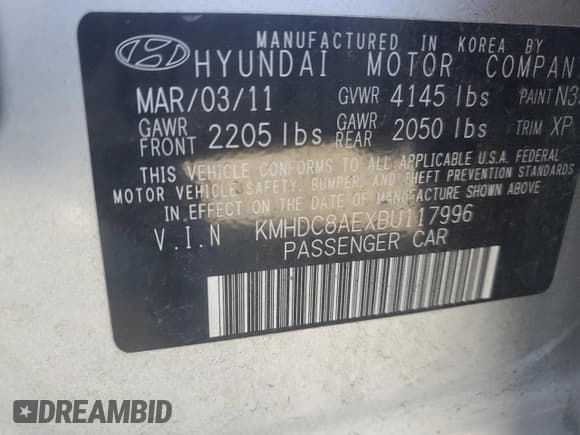 MANUFACTURED IN KOREA BY
HYUNDAI MOTOR COMPAN
MAR/03/11 GVWR 4145 lbs PAINT N3
GAWR FRONT 2205 lbs GAWR REAR 2050 lbs TRIM XP
THIS VEHICLE CONFORMS TO ALL APPLICABLE U.S.A. FEDERAL
MOTOR VEHICLE SAFETY, BUMPER, AND THEFT PREVENTION STANDARDS
IN EFFECT ON THE DATE OF MANUFACTURE SHOWN ABOVE
V.I.N KMHDC8AEXBU117996
PASSENGER CAR
DREAMBID